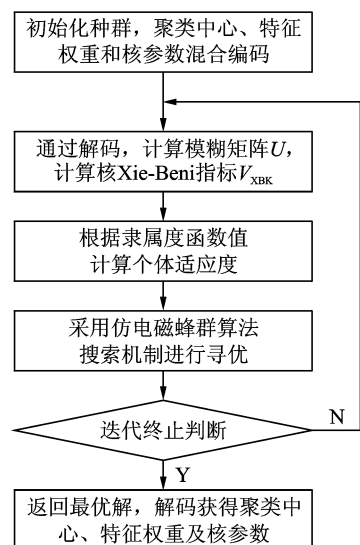 初始化种群，聚类中心、特征
权重和核参数混合编码
通过解码，计算模糊矩阵U，
计算核Xie-Beni指标V_XBK
根据隶属度函数值
计算个体适应度
采用仿电磁蜂群算法
搜索机制进行寻优
迭代终止判断
N
Y
返回最优解，解码获得聚类中
心、特征权重及核参数